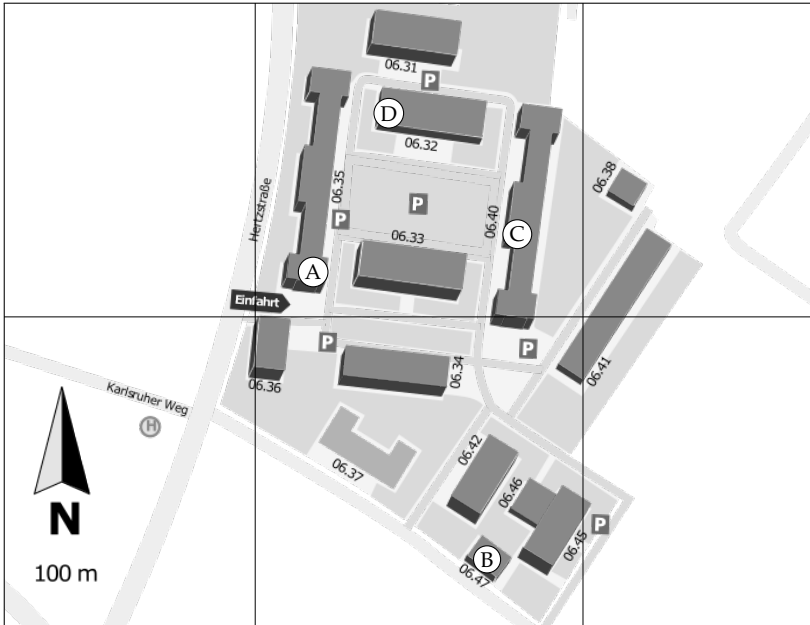 06.31
P
D
06.32
06.38
06.35
Hertzstraße
P
P
06.40
C
06.33
A
Einfahrt
P
P
06.34
06.41
06.36
Karlsruher Weg
H
06.42
06.37
06.46
N
P
06.45
B
06.47
100 m